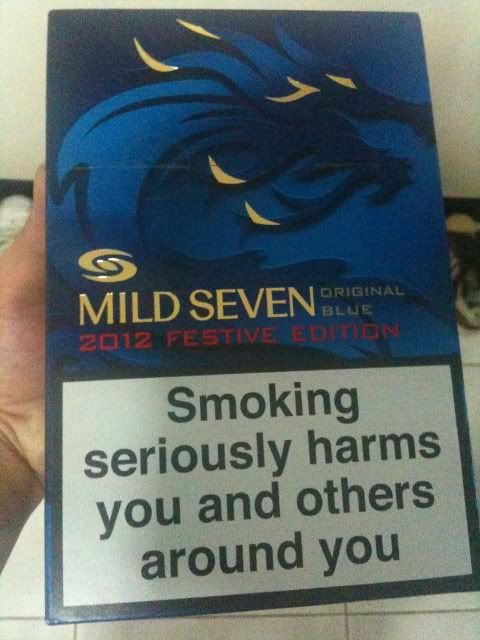 MILD SEVEN ORIGINAL BLUE
2012 FESTIVE EDITION
Smoking
seriously harms
you and others
around you